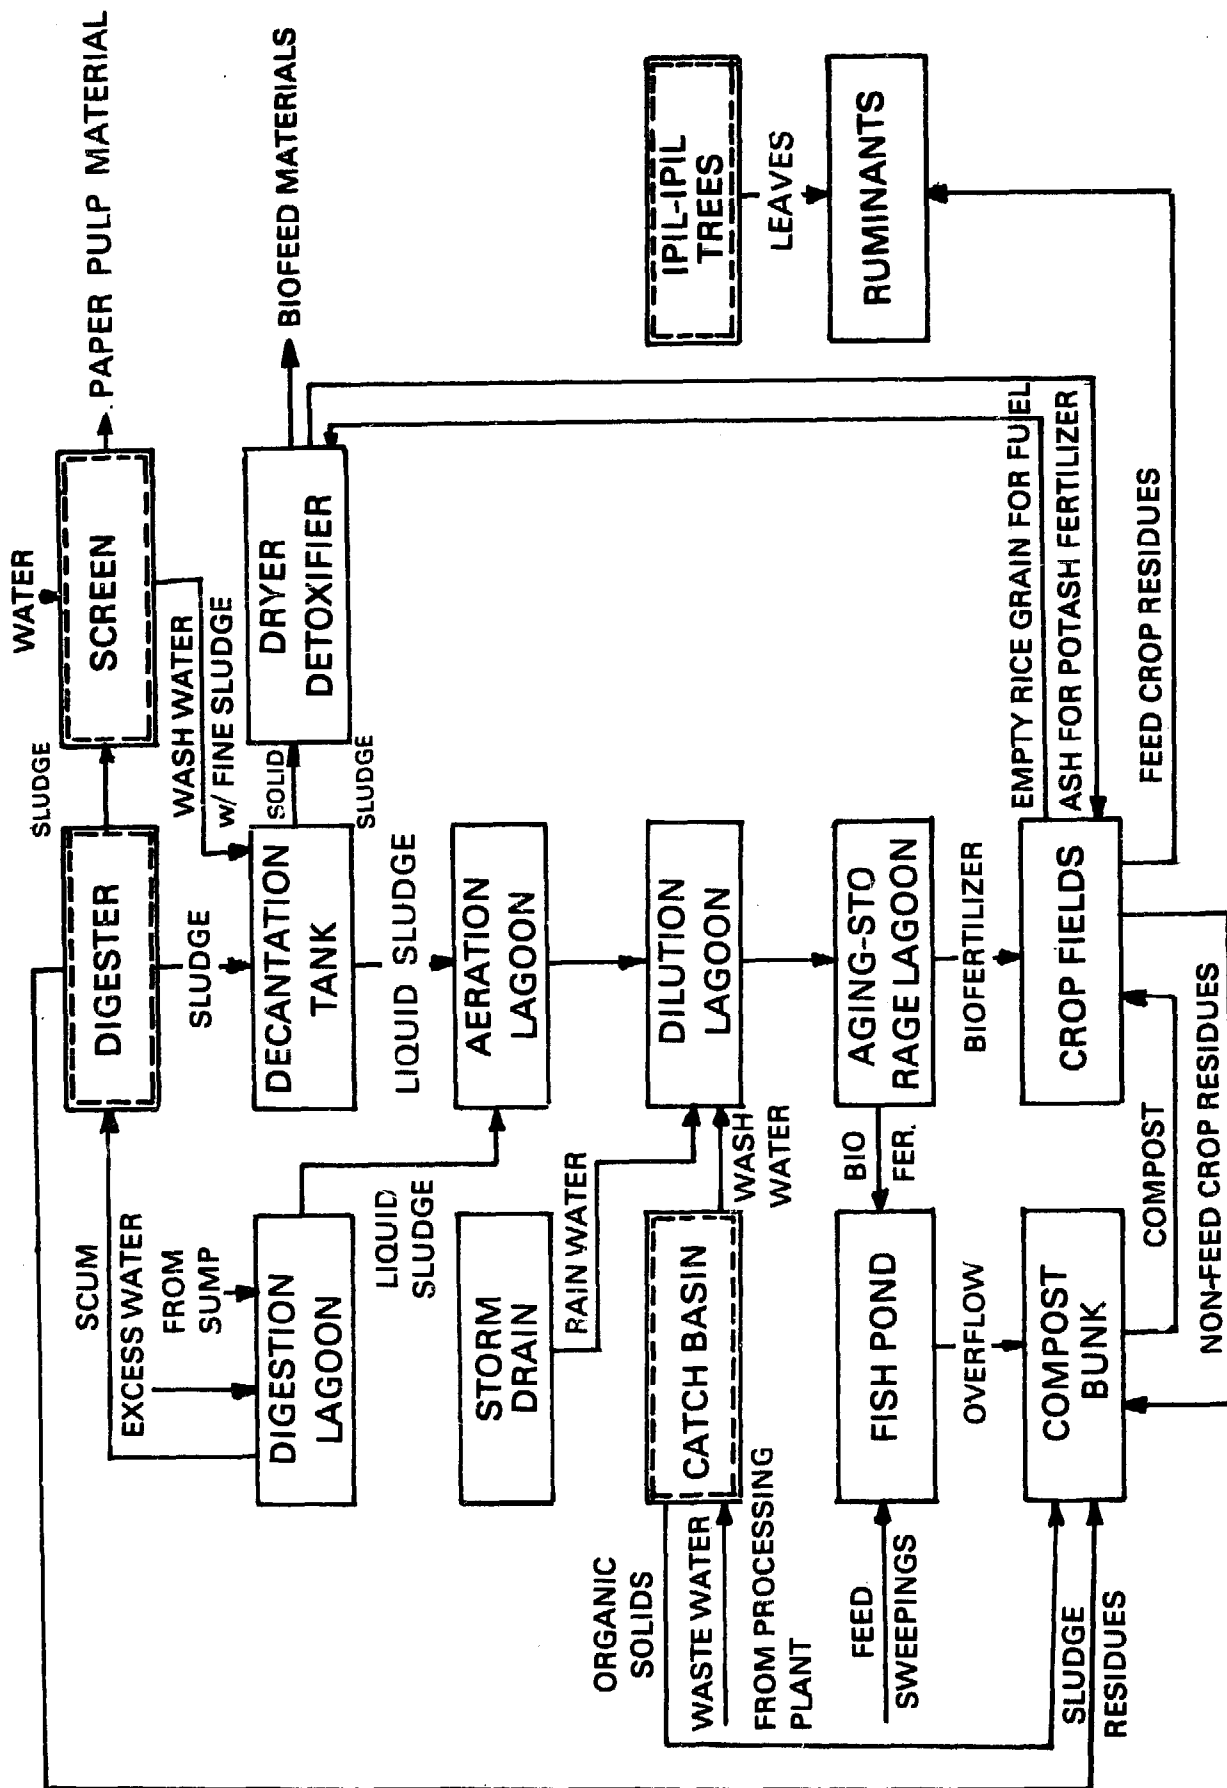 WATER
SLUDGE
DIGESTER
SCREEN
PAPER PULP MATERIAL
SCUM
EXCESS WATER
FROM
SUMP
SLUDGE
WASH WATER
W/ FINE SLUDGE
DIGESTION
LAGOON
DECANTATION
TANK
SOLID
SLUDGE
DRYER
DETOXIFIER
BIOFEED MATERIALS
LIQUID
SLUDGE
LIQUID SLUDGE
STORM
DRAIN
AERATION
LAGOON
RAIN WATER
ORGANIC
SOLIDS
WASTE WATER
FROM PROCESSING
PLANT
CATCH BASIN
WASH
WATER
DILUTION
LAGOON
IPIL-IPIL
TREES
LEAVES
RUMINANTS
FEED
SWEEPINGS
FISH POND
BIO
FER.
AGING-STO
RAGE LAGOON
OVERFLOW
BIOFERTILIZER
EMPTY RICE GRAIN FOR FUEL
ASH FOR POTASH FERTILIZER
SLUDGE
RESIDUES
COMPOST
BUNK
CROP FIELDS
COMPOST
FEED CROP RESIDUES
NON-FEED CROP RESIDUES